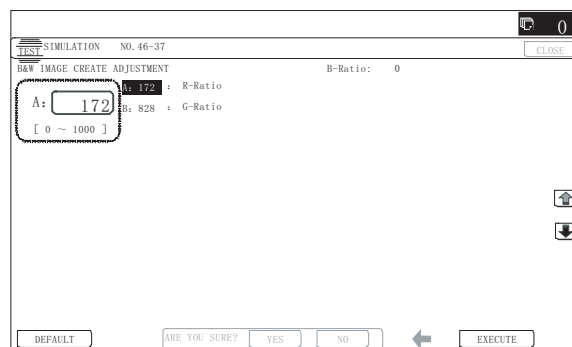 0
TEST SIMULATION NO. 46-37
CLOSE
B&W IMAGE CREATE ADJUSTMENT B-Ratio: 0
A: 172 : R-Ratio
B: 828 : G-Ratio
A: 172
[ 0 ~ 1000 ]
DEFAULT ARE YOU SURE? YES NO EXECUTE